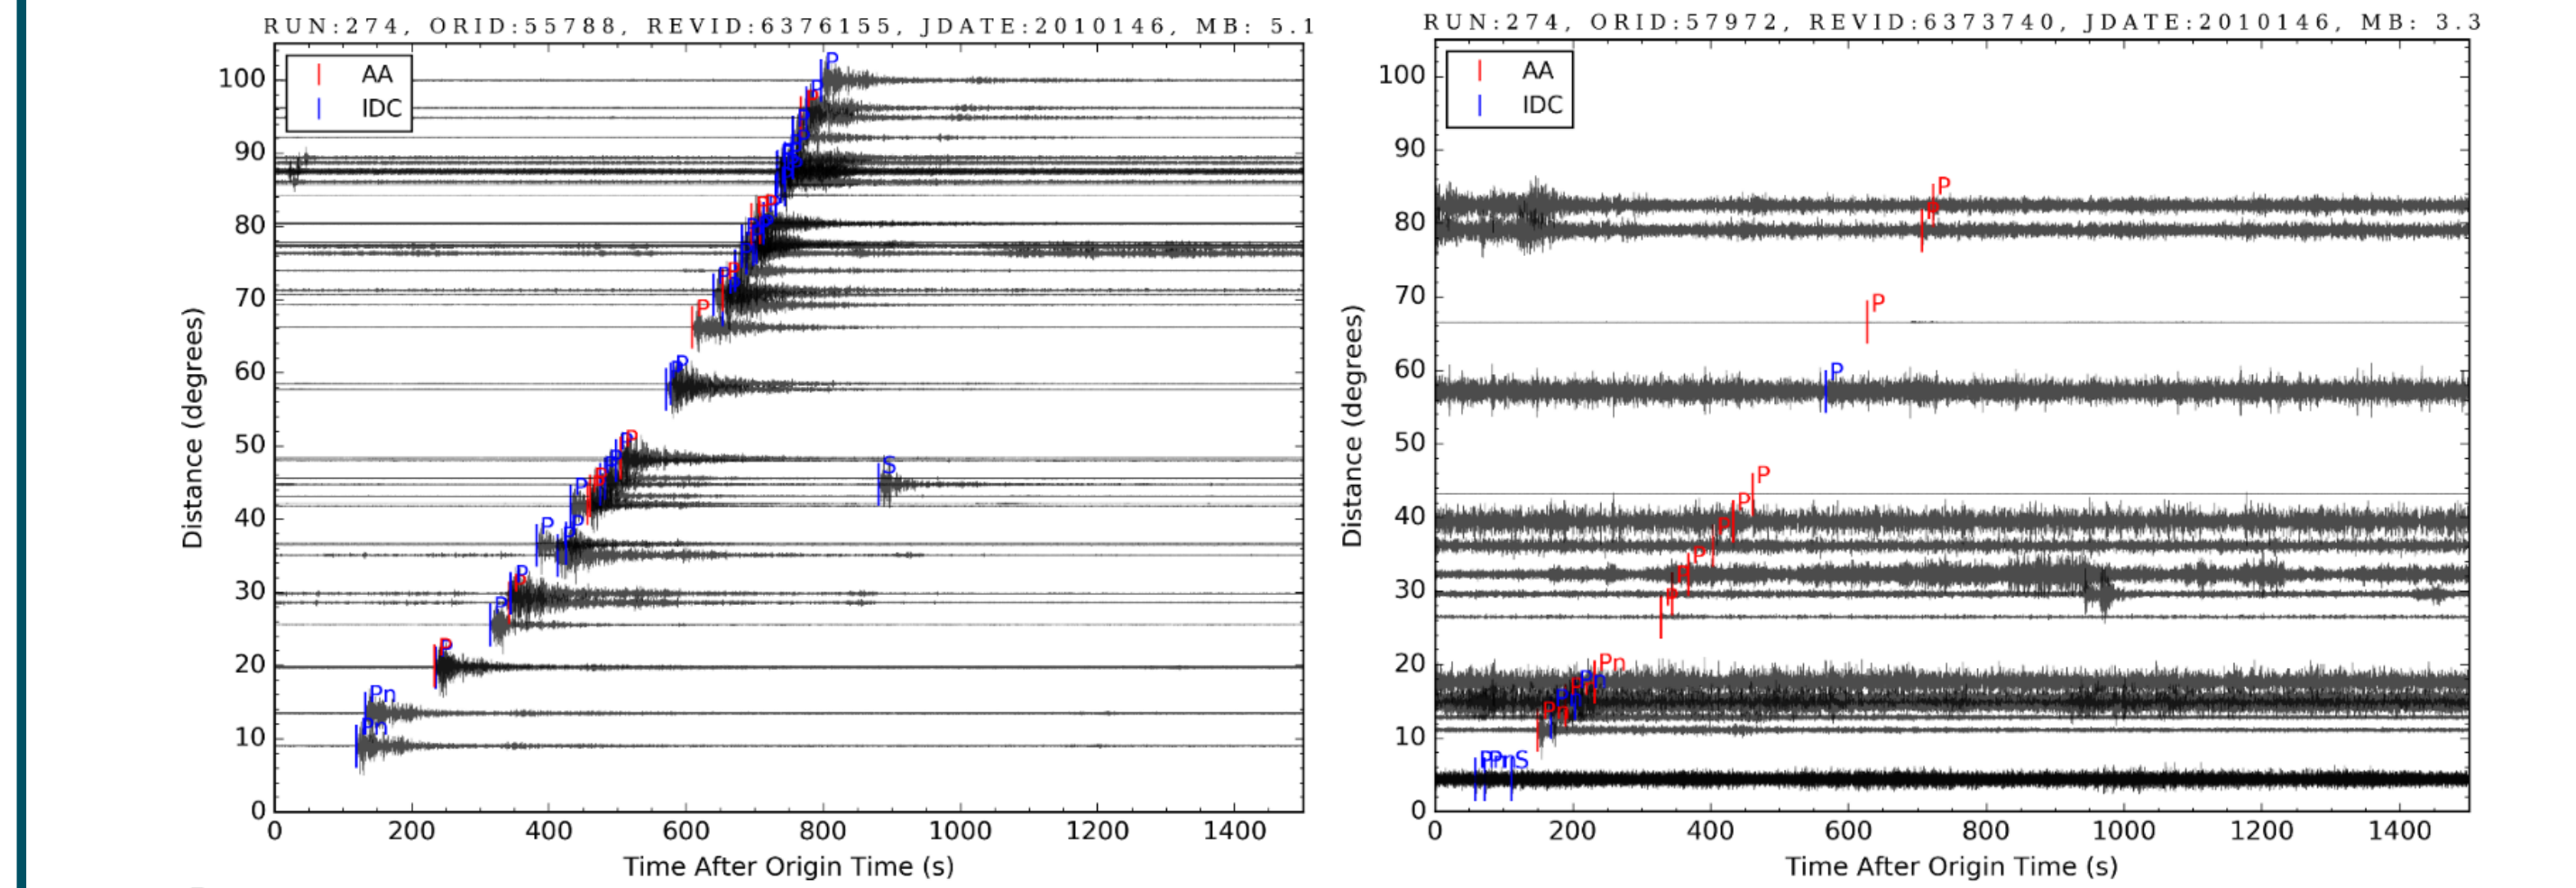 RUN:274, ORID:55788, REVID:6376155, JDATE:2010146, MB: 5.1
AA
IDC
P
P
P
P
P
P
P
P
S
P
P
P
P
P
P
Pn
Pn
100
90
80
70
60
50
40
30
20
10
0
Distance (degrees)
0 200 400 600 800 1000 1200 1400
Time After Origin Time (s)
RUN:274, ORID:57972, REVID:6373740, JDATE:2010146, MB: 3.3
AA
IDC
P
P
P
P
P
P
P
Pn
Pn
Pn
S
100
90
80
70
60
50
40
30
20
10
0
Distance (degrees)
0 200 400 600 800 1000 1200 1400
Time After Origin Time (s)